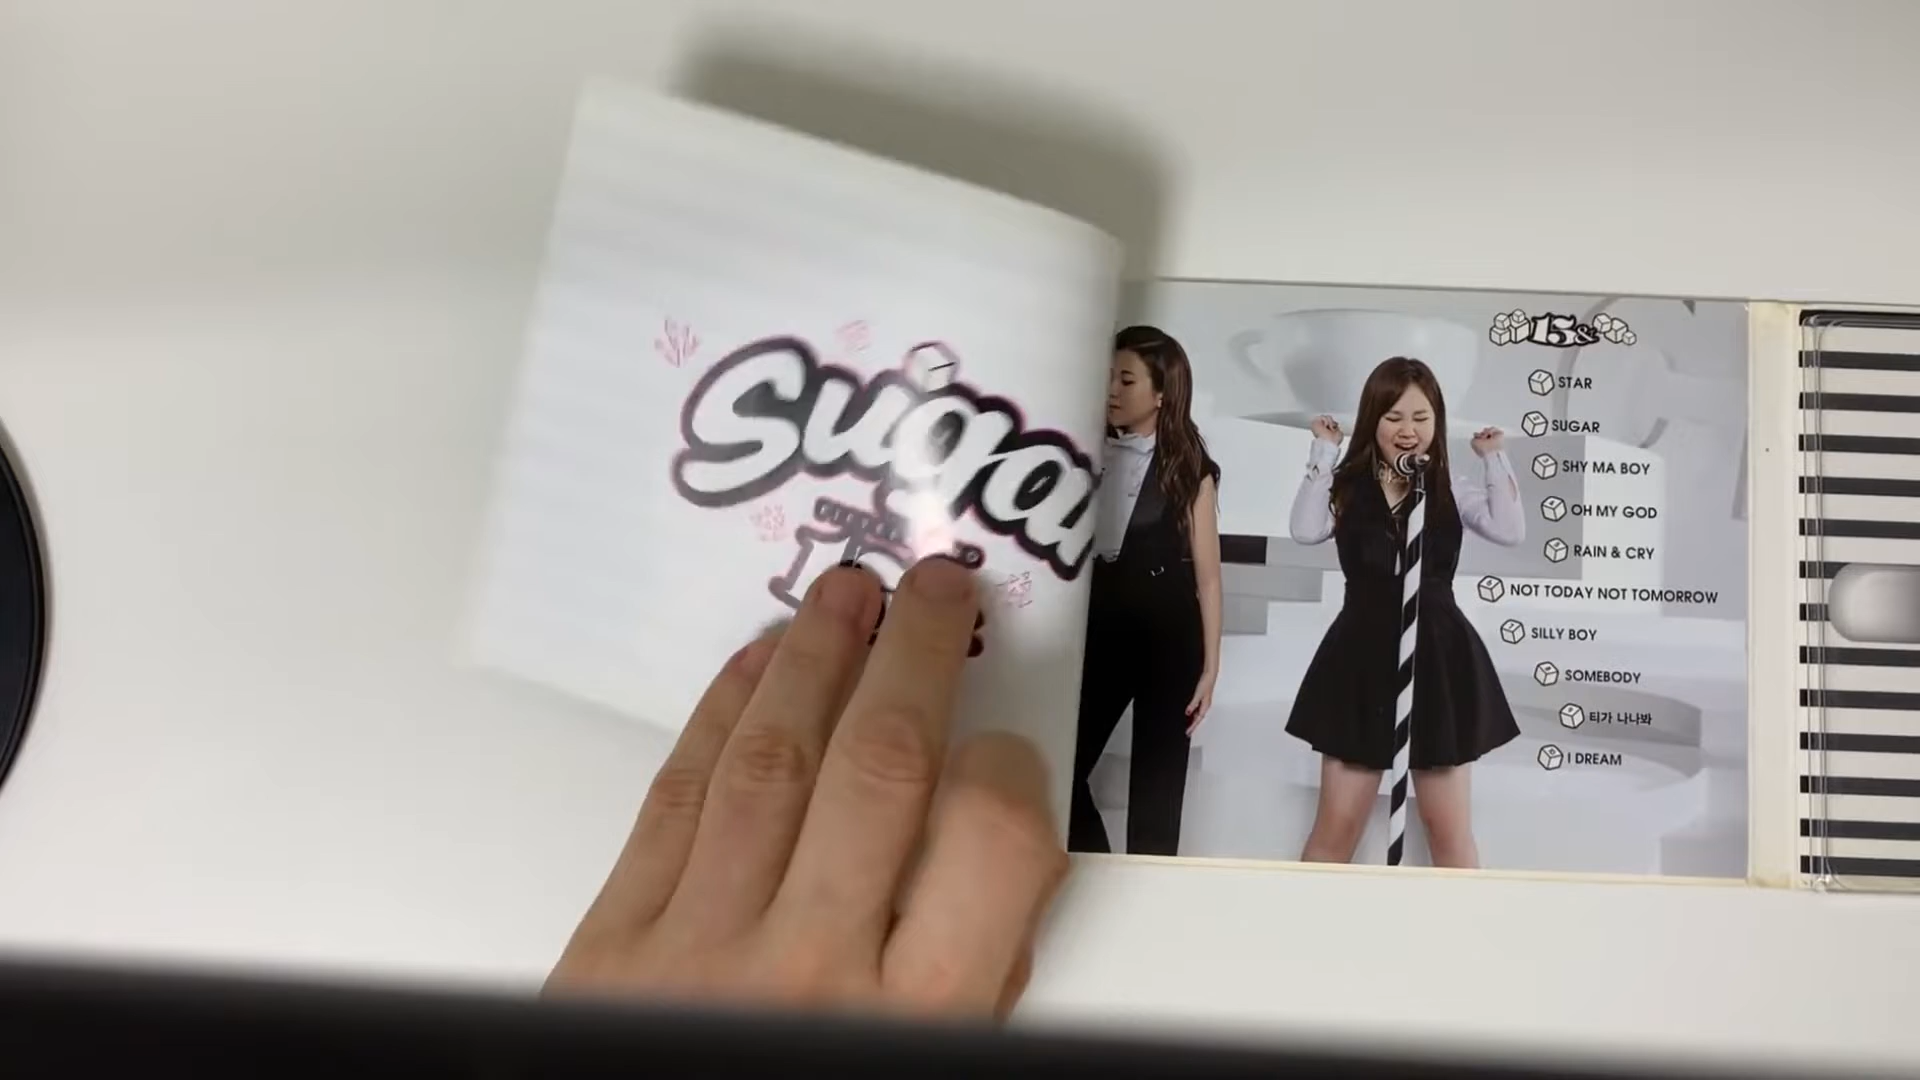 Suga
15&
STAR
SUGAR
SHY MA BOY
OH MY GOD
RAIN & CRY
NOT TODAY NOT TOMORROW
SILLY BOY
SOMEBODY
티가 나나봐
I DREAM